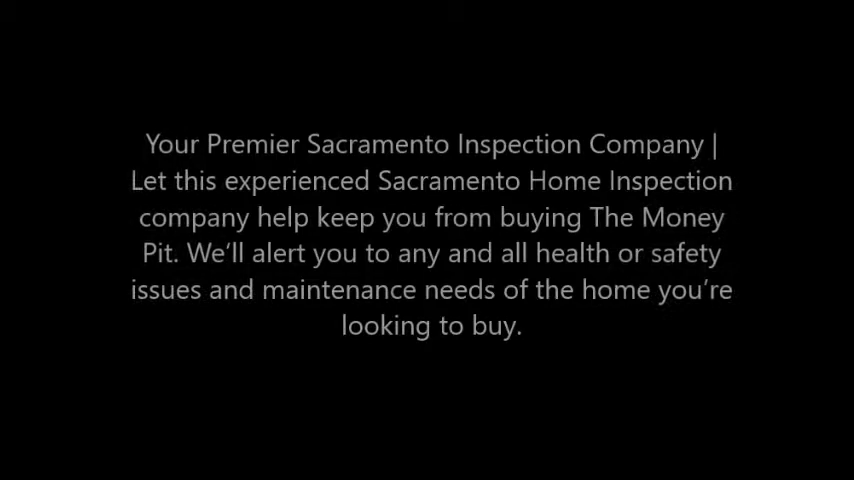 Your Premier Sacramento Inspection Company |
Let this experienced Sacramento Home Inspection
company help keep you from buying The Money
Pit. We’ll alert you to any and all health or safety
issues and maintenance needs of the home you’re
looking to buy.